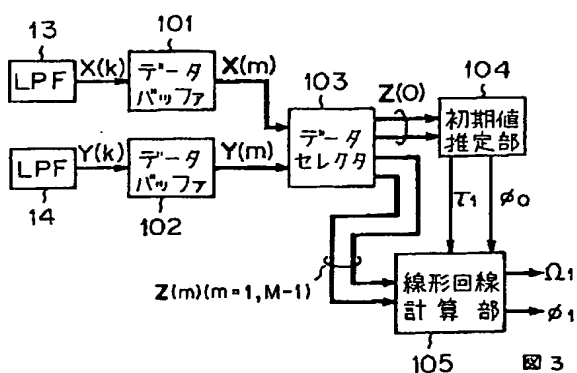 13
LPF
X(k)
101
データ
バッファ
X(m)
103
データ
セレクタ
Z(0)
104
初期値
推定部
14
LPF
Y(k)
102
データ
バッファ
Y(m)
τ1
φ0
Z(m)(m=1,M-1)
線形回線
計算部
105
Ω1
φ1
図3